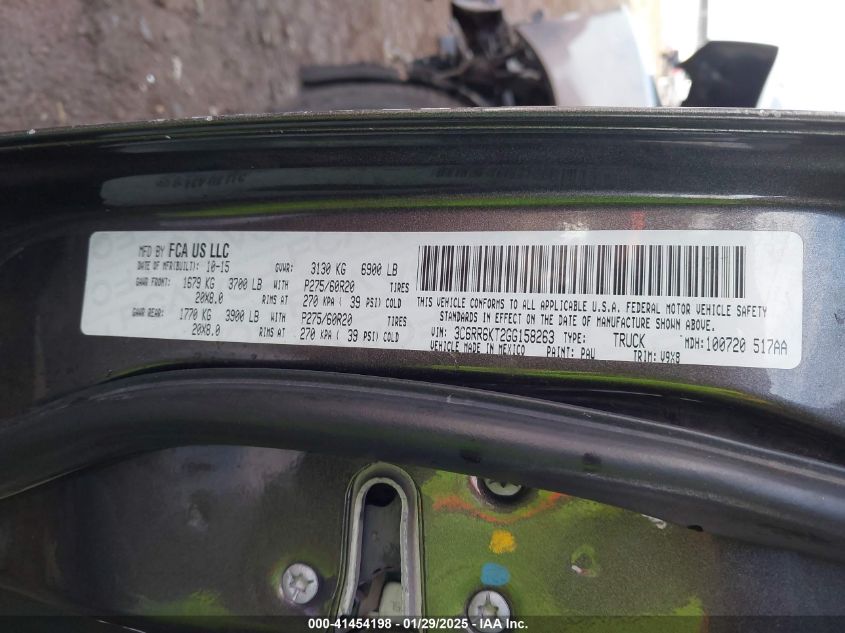 MFD BY FCA US LLC
DATE OF MFR(BUILT): 10-15 GVWR: 3130 KG 6900 LB
GAWR FRONT: 1679 KG 3700 LB WITH P275/60R20 TIRES
20X8.0 RIMS AT 270 KPA ( 39 PSI) COLD
GAWR REAR: 1770 KG 3900 LB WITH P275/60R20 TIRES
20X8.0 RIMS AT 270 KPA ( 39 PSI) COLD
THIS VEHICLE CONFORMS TO ALL APPLICABLE U.S.A. FEDERAL MOTOR VEHICLE SAFETY
STANDARDS IN EFFECT ON THE DATE OF MANUFACTURE SHOWN ABOVE.
VIN: 3C6RR6KT2GG158263 TYPE: TRUCK MDH: 100720 517AA
VEHICLE MADE IN MEXICO PAINT: PAU TRIM: V9X8
000-41454198 - 01/29/2025 - IAA Inc.